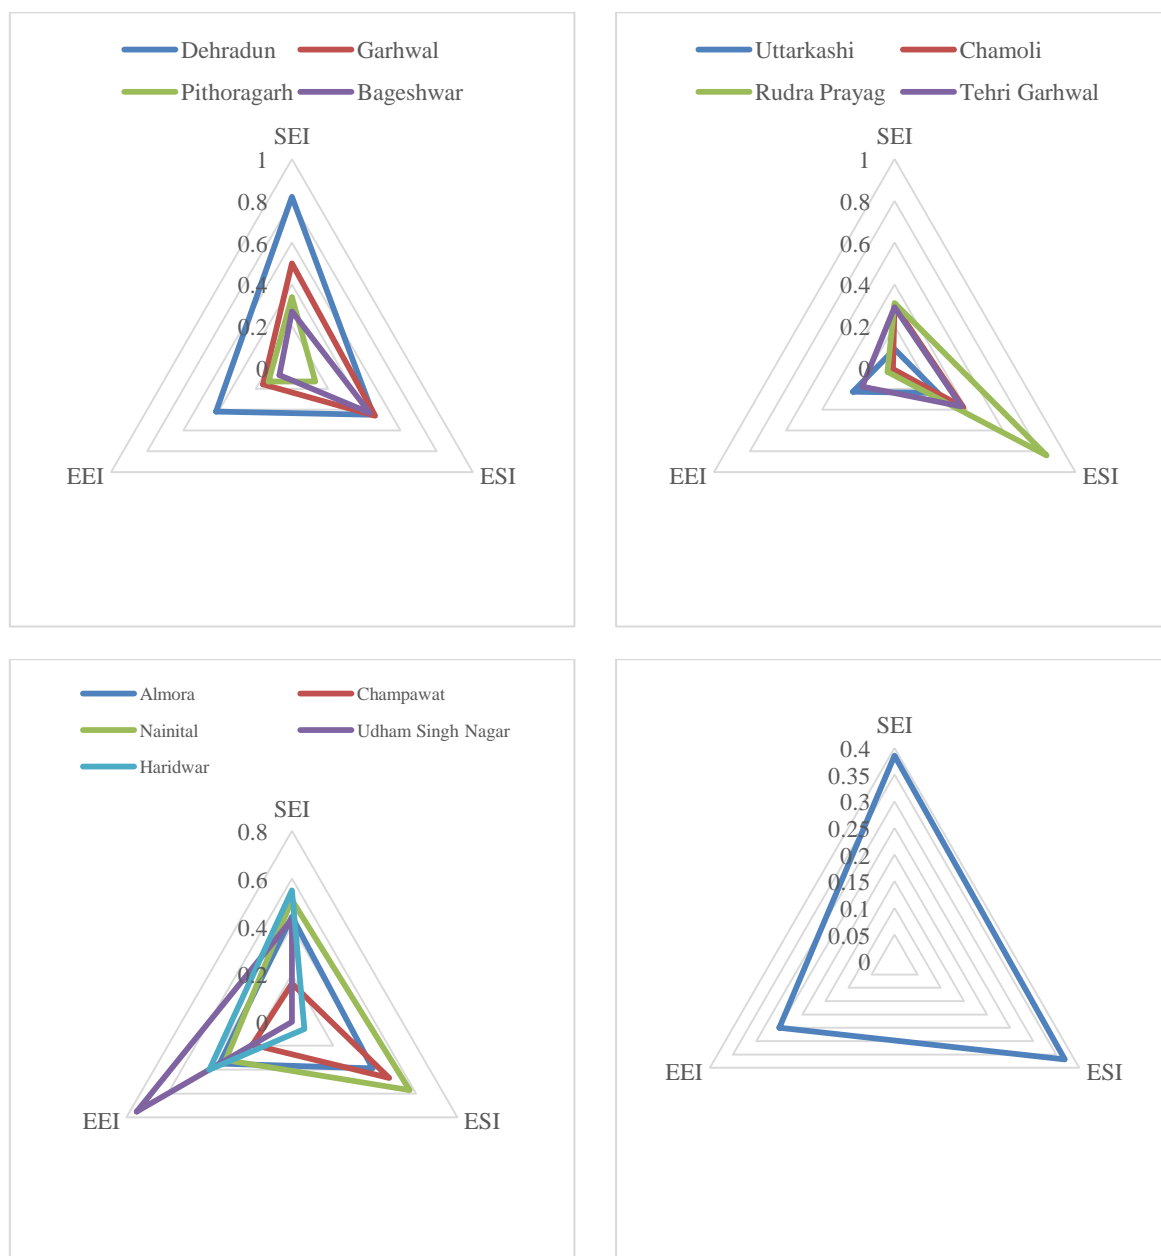 Dehradun Garhwal
Pithoragarh Bageshwar
SEI
1
0.8
0.6
0.4
0.2
0
EEI ESI
Uttarkashi Chamoli
Rudra Prayag Tehri Garhwal
SEI
1
0.8
0.6
0.4
0.2
0
EEI ESI
Almora Champawat
Nainital Udham Singh Nagar
Haridwar
SEI
0.8
0.6
0.4
0.2
0
EEI ESI
SEI
0.4
0.35
0.3
0.25
0.2
0.15
0.1
0.05
0
EEI ESI